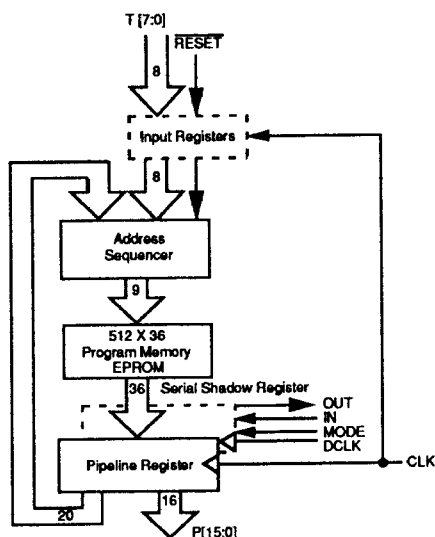 T [7:0]
RESET
8
Input Registers
8
Address
Sequencer
9
512 X 36
Program Memory
EPROM
36
Serial Shadow Register
OUT
IN
MODE
DCLK
Pipeline Register
CLK
16
20
P[15:0]